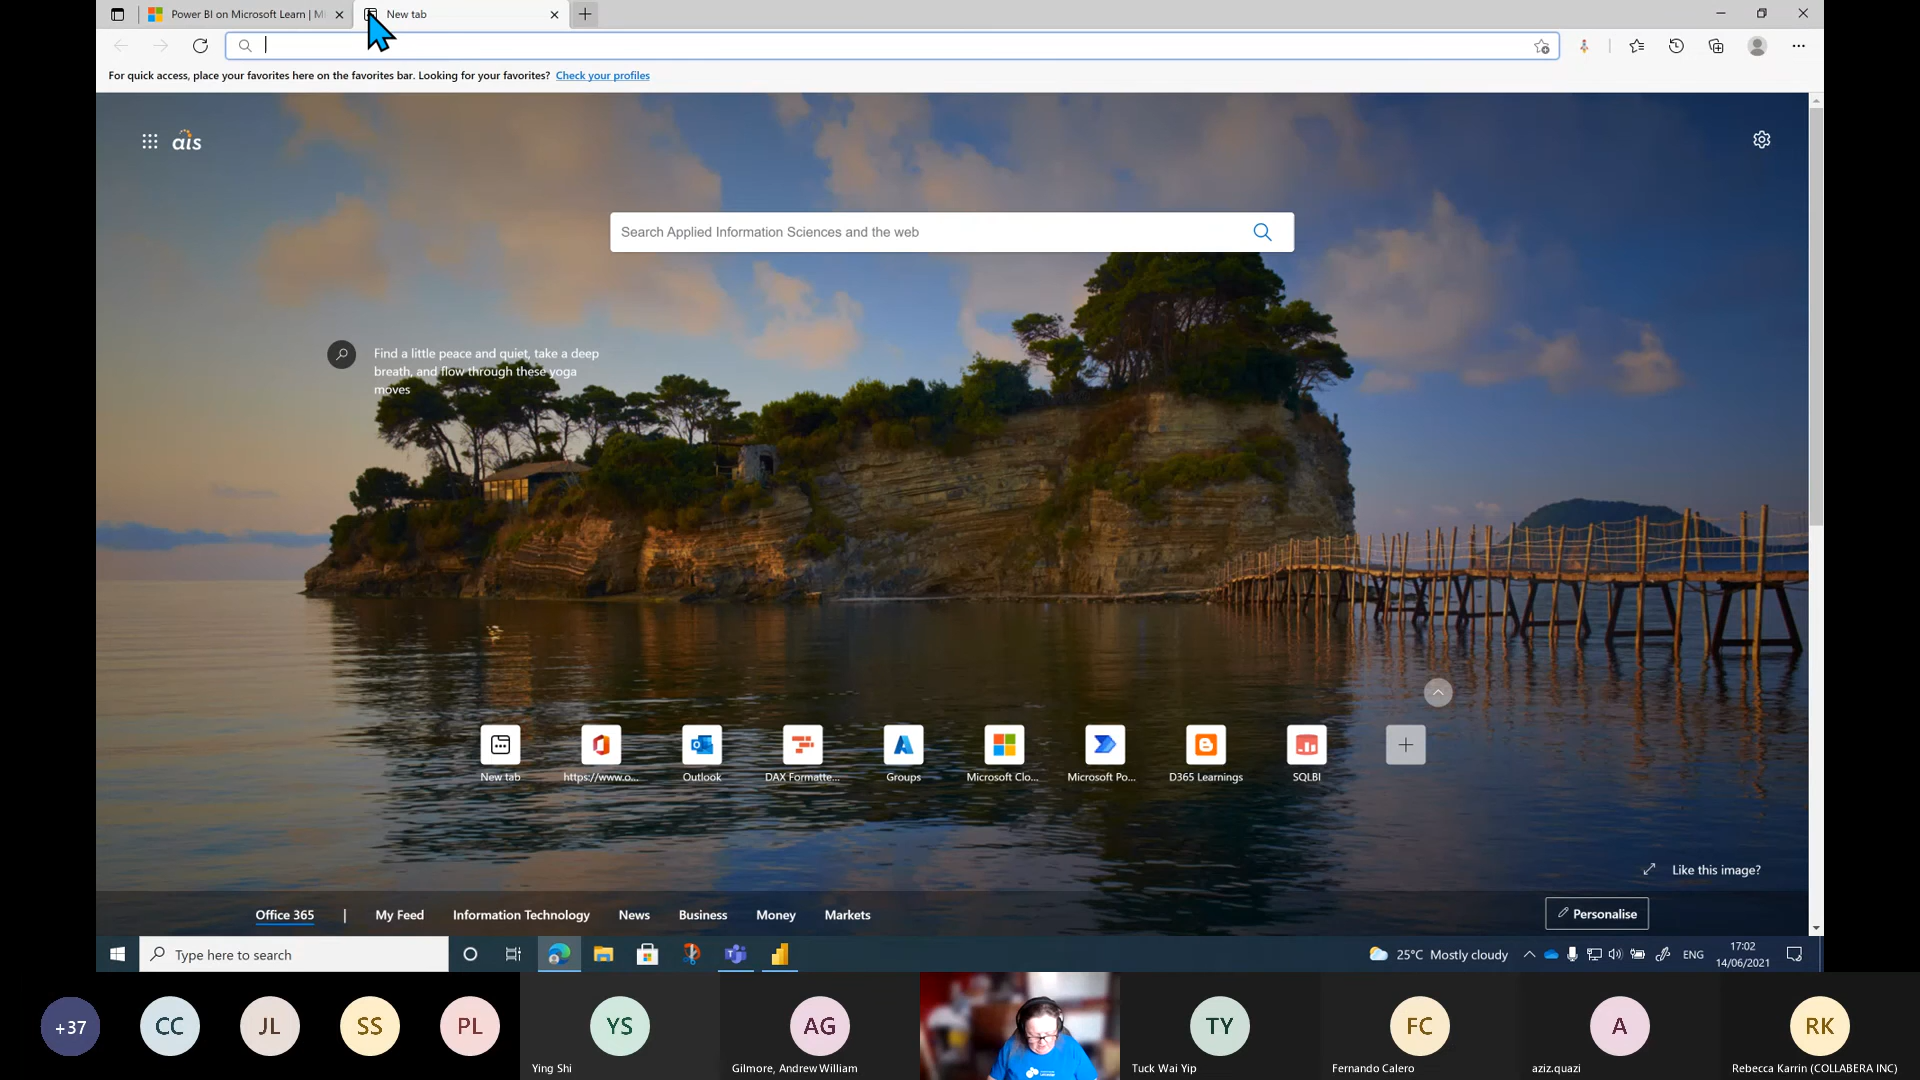 Power BI on Microsoft Learn | Mi
New tab
For quick access, place your favorites here on the favorites bar. Looking for your favorites? Check your profiles
ais
Search Applied Information Sciences and the web
Find a little peace and quiet, take a deep
breath, and flow through these yoga
moves
New tab
https://www.o...
Outlook
DAX Formatte...
Groups
Microsoft Clo...
Microsoft Po...
D365 Learnings
SQLBI
Like this image?
Office 365 | My Feed Information Technology News Business Money Markets
Personalise
Type here to search
25°C Mostly cloudy
ENG
17:02
14/06/2021
+37
CC
JL
SS
PL
YS
AG
TY
FC
A
RK
Ying Shi
Gilmore, Andrew William
Tuck Wai Yip
Fernando Calero
aziz.quazi
Rebecca Karrin (COLLABERA INC)